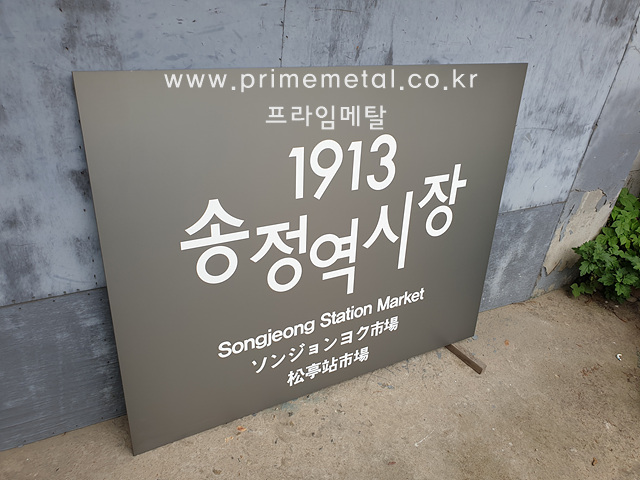 www.primemetal.co.kr
프라임메탈
1913
송정역시장
Songjeong Station Market
ソンジョンヨク市場
松亭站市場